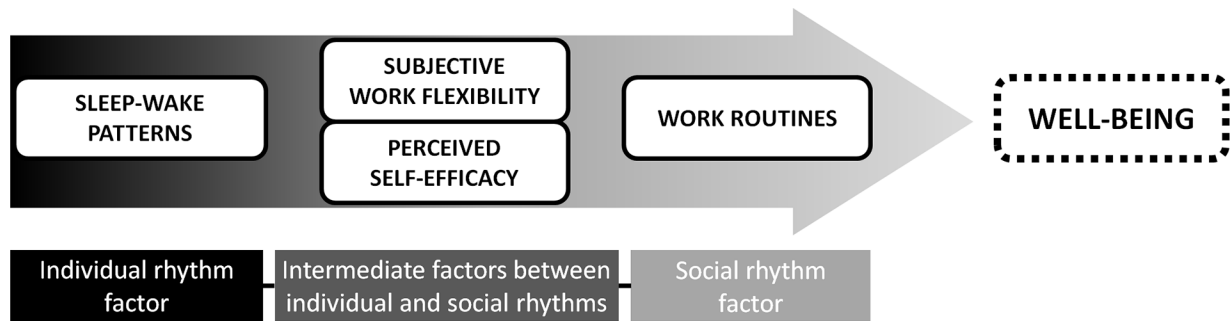 SLEEP-WAKE
PATTERNS
SUBJECTIVE
WORK FLEXIBILITY
PERCEIVED
SELF-EFFICACY
WORK ROUTINES
WELL-BEING
Individual rhythm
factor
Intermediate factors between
individual and social rhythms
Social rhythm
factor